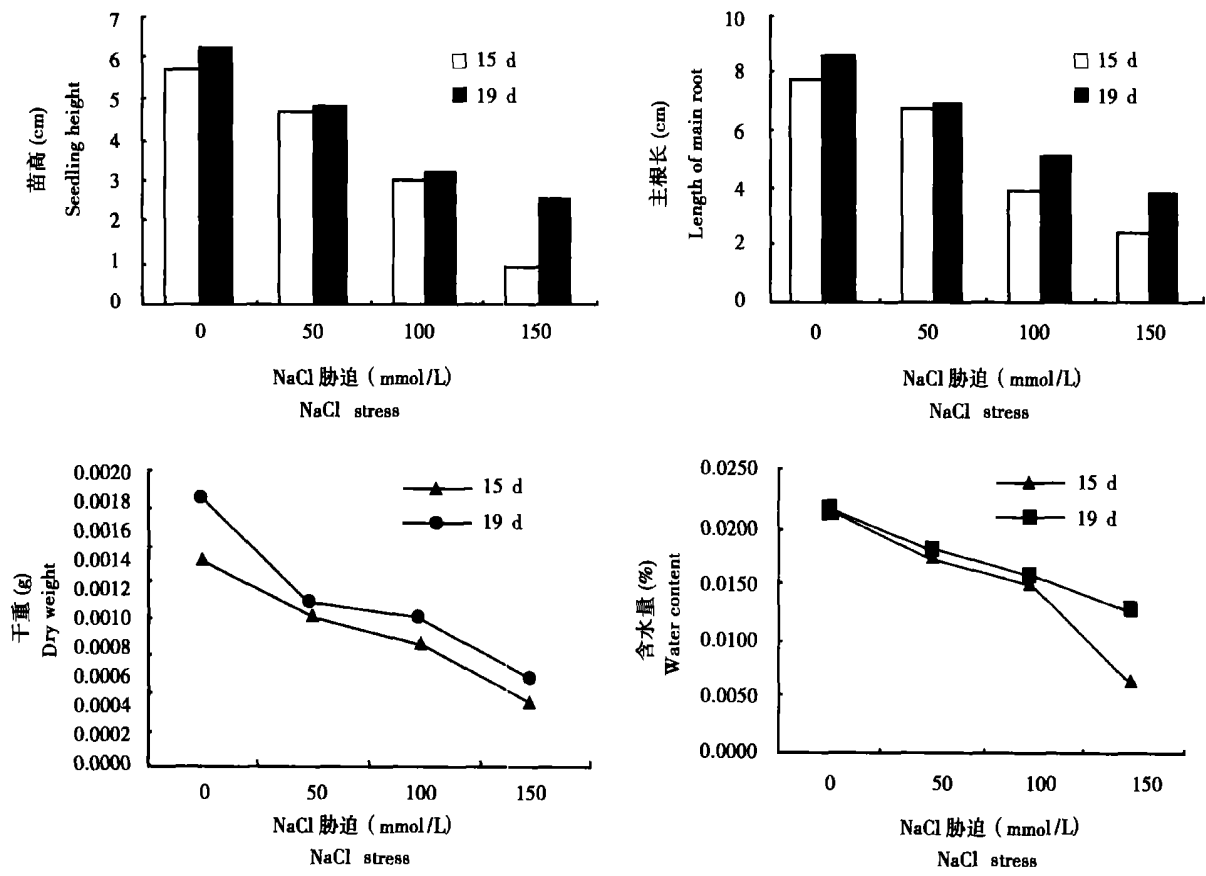 7
6
5
4
3
2
1
0
苗高 (cm)
Seedling height
15 d
19 d
0 50 100 150
NaCl 胁迫 ( mmol/L)
NaCl stress
10
8
6
4
2
0
主根长 (cm)
Length of main root
15 d
19 d
0 50 100 150
NaCl 胁迫 ( mmol/L)
NaCl stress
0.0020
0.0018
0.0016
0.0014
0.0012
0.0010
0.0008
0.0006
0.0004
0.0002
0.0000
干重 (g)
Dry weight
15 d
19 d
0 50 100 150
NaCl 胁迫 ( mmol/L)
NaCl stress
0.0250
0.0200
0.0150
0.0100
0.0050
0.0000
含水量 (%)
Water content
15 d
19 d
0 50 100 150
NaCl 胁迫 ( mmol/L)
NaCl stress